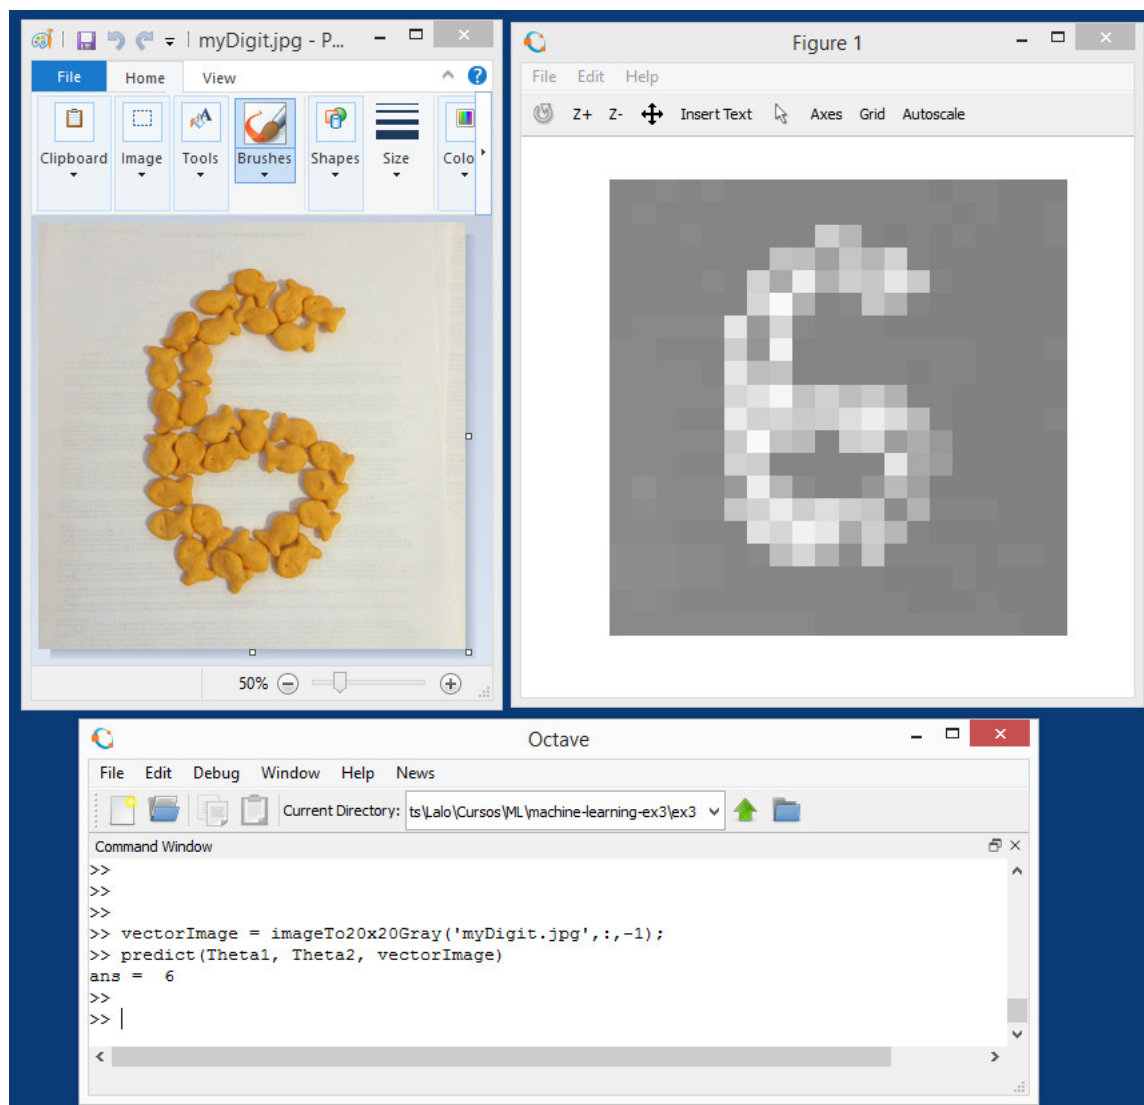 myDigit.jpg - P...
File Home View
Clipboard Image Tools Brushes Shapes Size Colo
50%
Figure 1
File Edit Help
Z+ Z- Insert Text Axes Grid Autoscale
Octave
File Edit Debug Window Help News
Current Directory: ts\Lalo\Cursos\ML\machine-learning-ex3\ex3
Command Window
>>
>>
>>
>> vectorImage = imageTo20x20Gray('myDigit.jpg',:,-1);
>> predict(Theta1, Theta2, vectorImage)
ans =  6
>>
>>